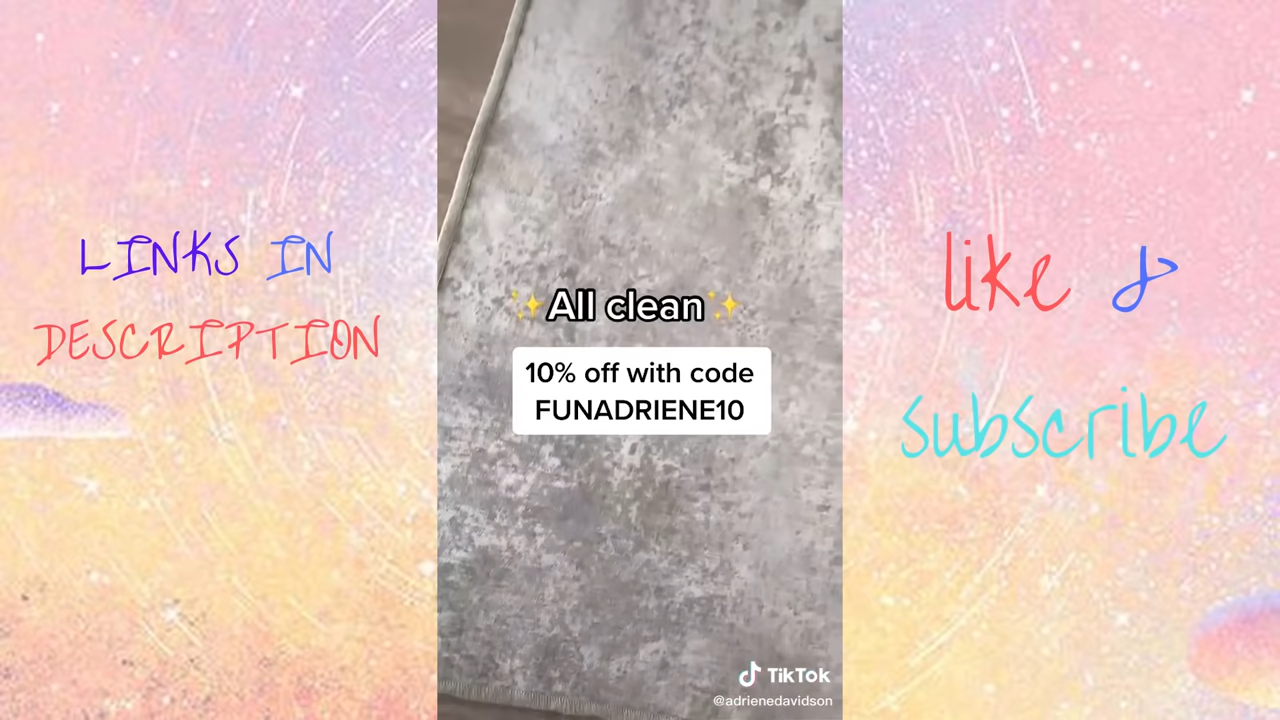 LINKS IN
DESCRIPTION
✨All clean✨
10% off with code
FUNADRIENE10
TikTok
@adrienedavidson
like &
subscribe